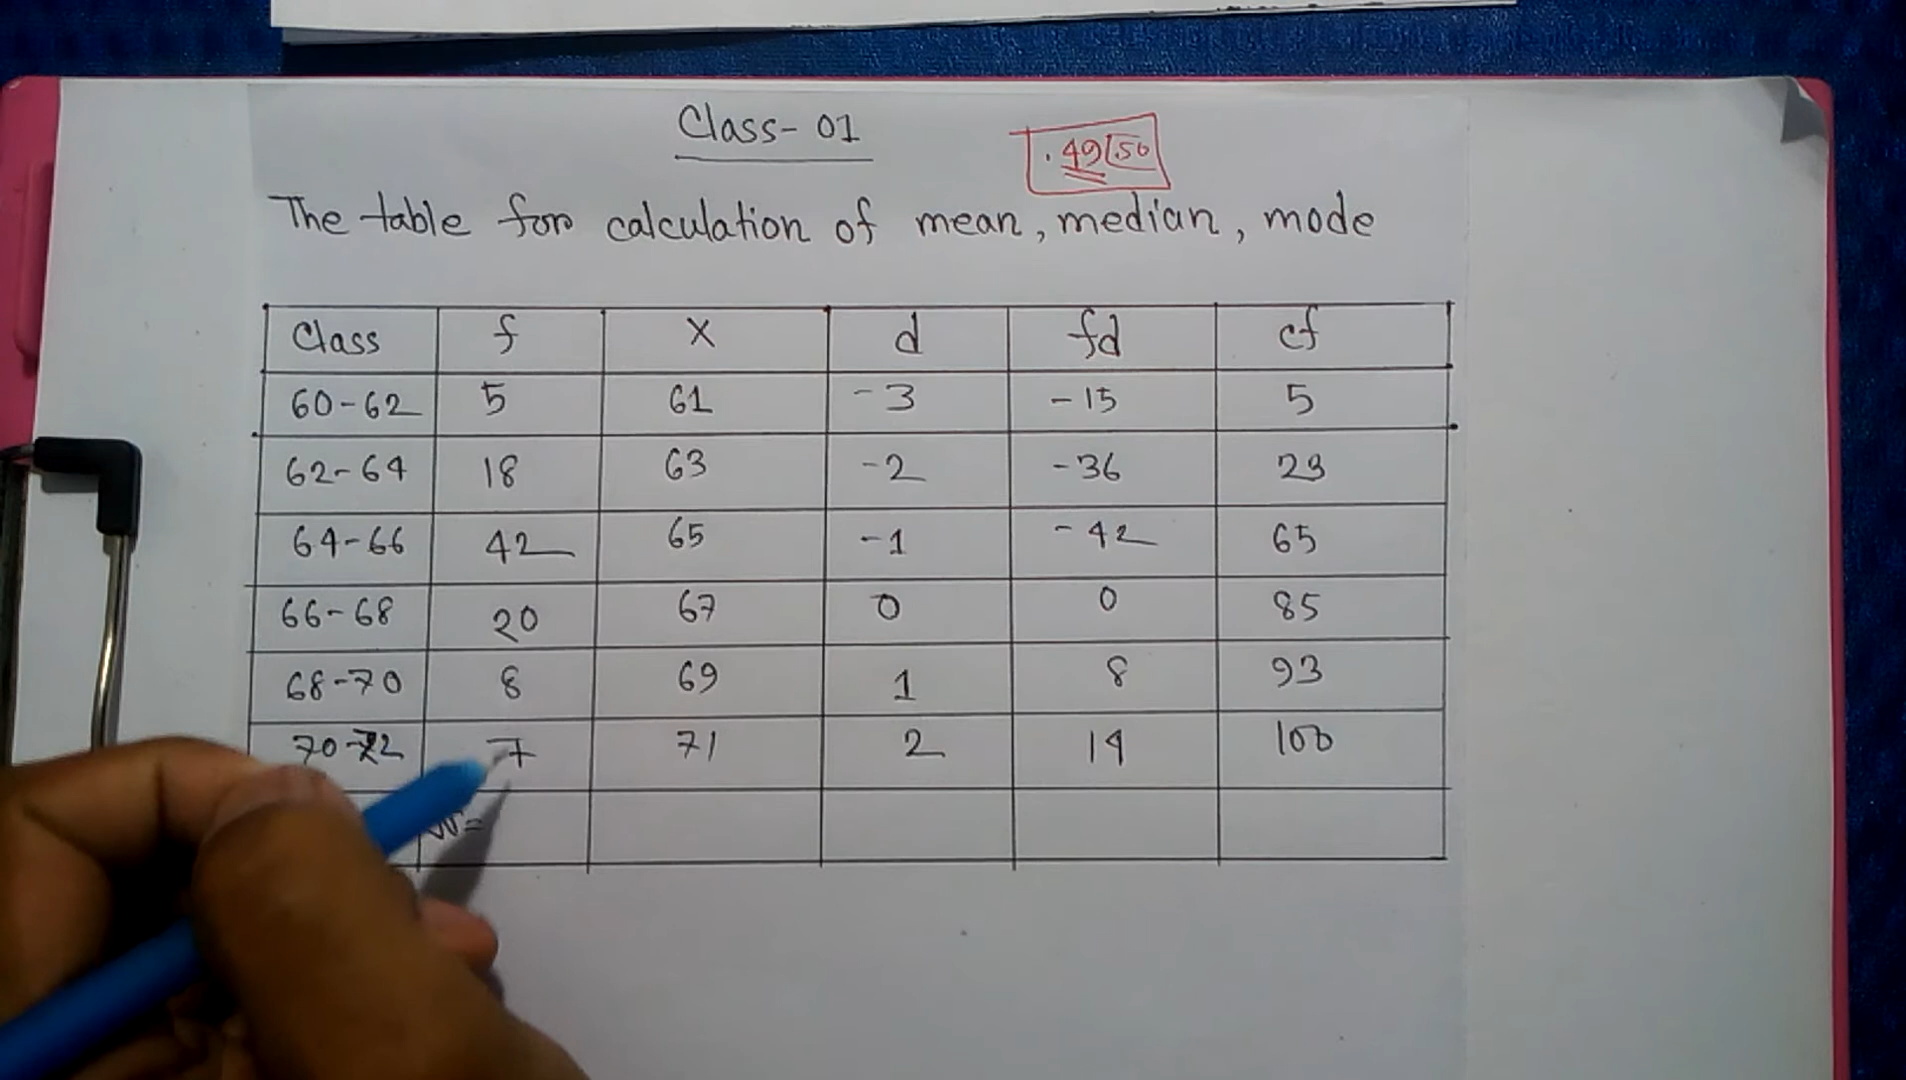 Class- 01
.49 | 50
The table for calculation of mean, median, mode
Class f X d fd cf
60-62 5 61 -3 -15 5
62-64 18 63 -2 -36 23
64-66 42 65 -1 -42 65
66-68 20 67 0 0 85
68-70 8 69 1 8 93
70-72 7 71 2 14 100
N=